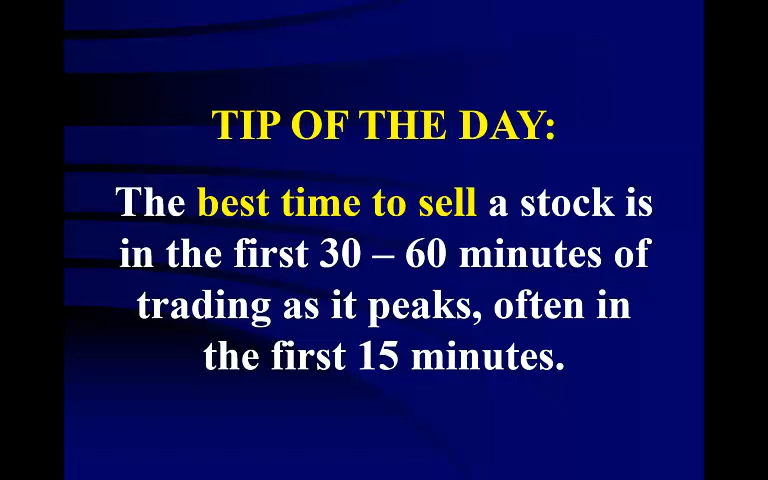 TIP OF THE DAY:
The best time to sell a stock is
in the first 30 – 60 minutes of
trading as it peaks, often in
the first 15 minutes.